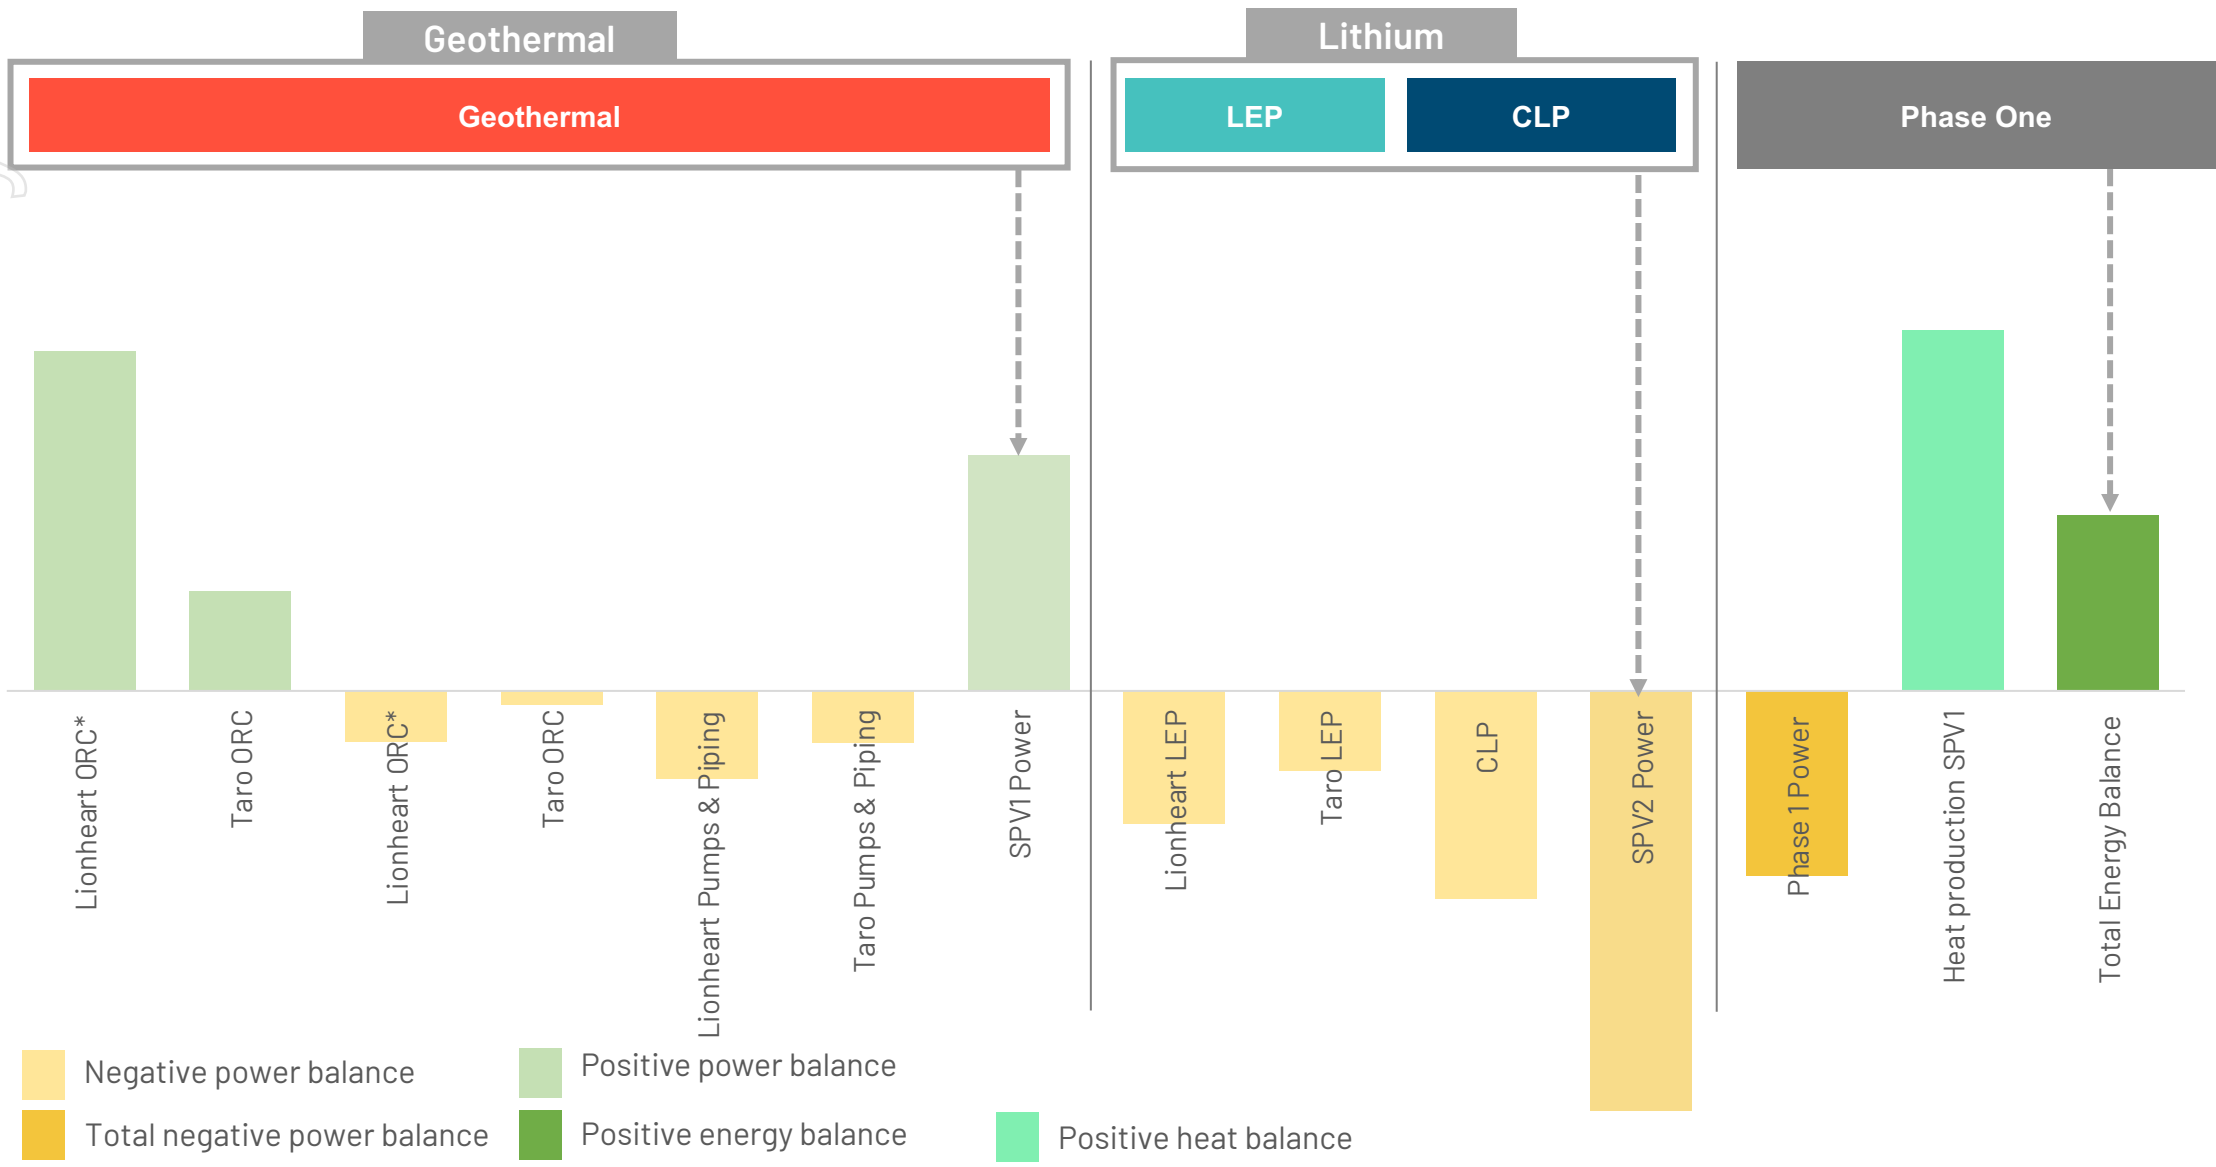 Geothermal
Lithium
Geothermal
LEP
CLP
Phase One
Lionheart ORC*
Taro ORC
Lionheart ORC*
Taro ORC
Lionheart Pumps & Piping
Taro Pumps & Piping
SPV1 Power
Lionheart LEP
Taro LEP
CLP
SPV2 Power
Phase 1 Power
Heat production SPV1
Total Energy Balance
Negative power balance
Positive power balance
Total negative power balance
Positive energy balance
Positive heat balance